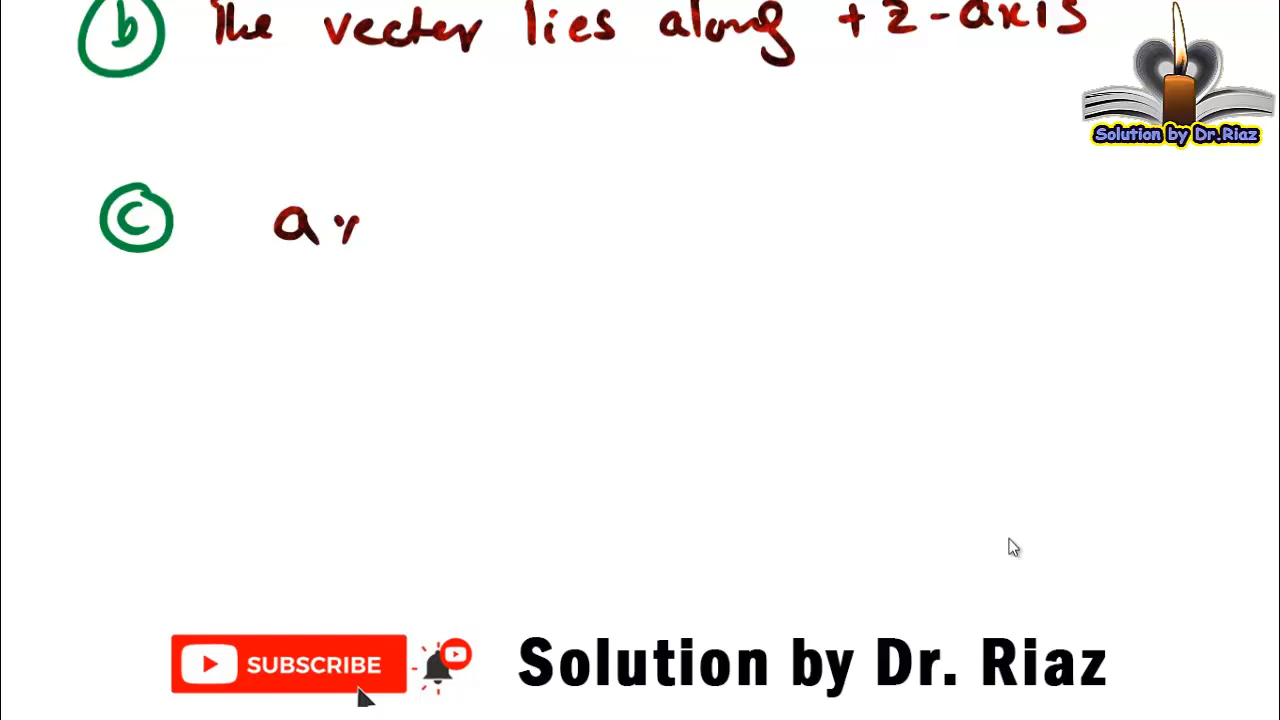 b The vector lies along +z-axis
Solution by Dr.Riaz
c a x
SUBSCRIBE
Solution by Dr. Riaz